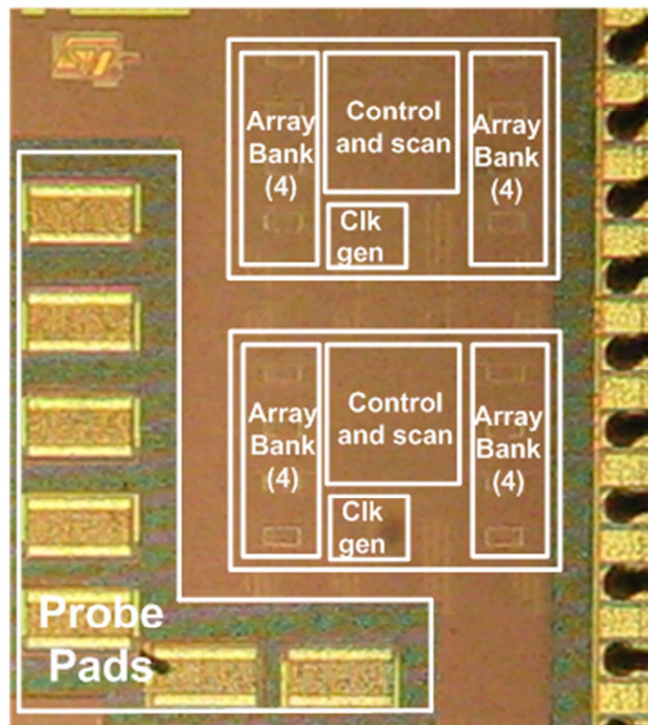 ST
Array
Bank
(4)
Control
and scan
Array
Bank
(4)
Clk
gen
Array
Bank
(4)
Control
and scan
Array
Bank
(4)
Clk
gen
Probe
Pads